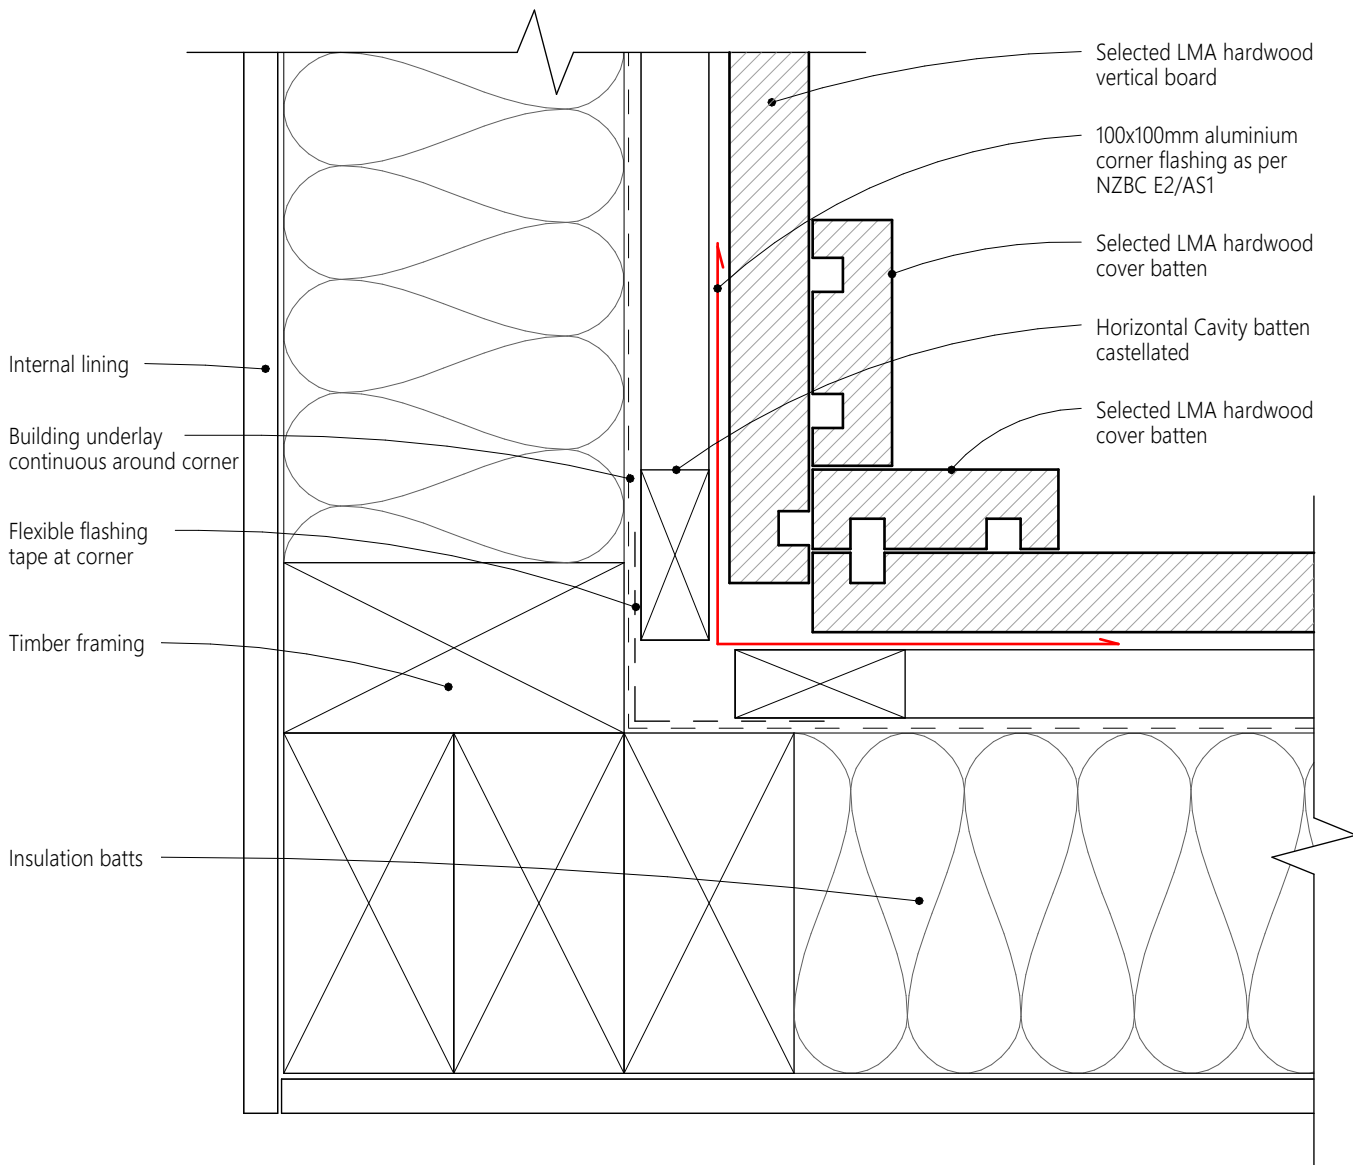 Selected LMA hardwood
vertical board
100x100mm aluminium
corner flashing as per
NZBC E2/AS1
Selected LMA hardwood
cover batten
Horizontal Cavity batten
castellated
Selected LMA hardwood
cover batten
Internal lining
Building underlay
continuous around corner
Flexible flashing
tape at corner
Timber framing
Insulation batts